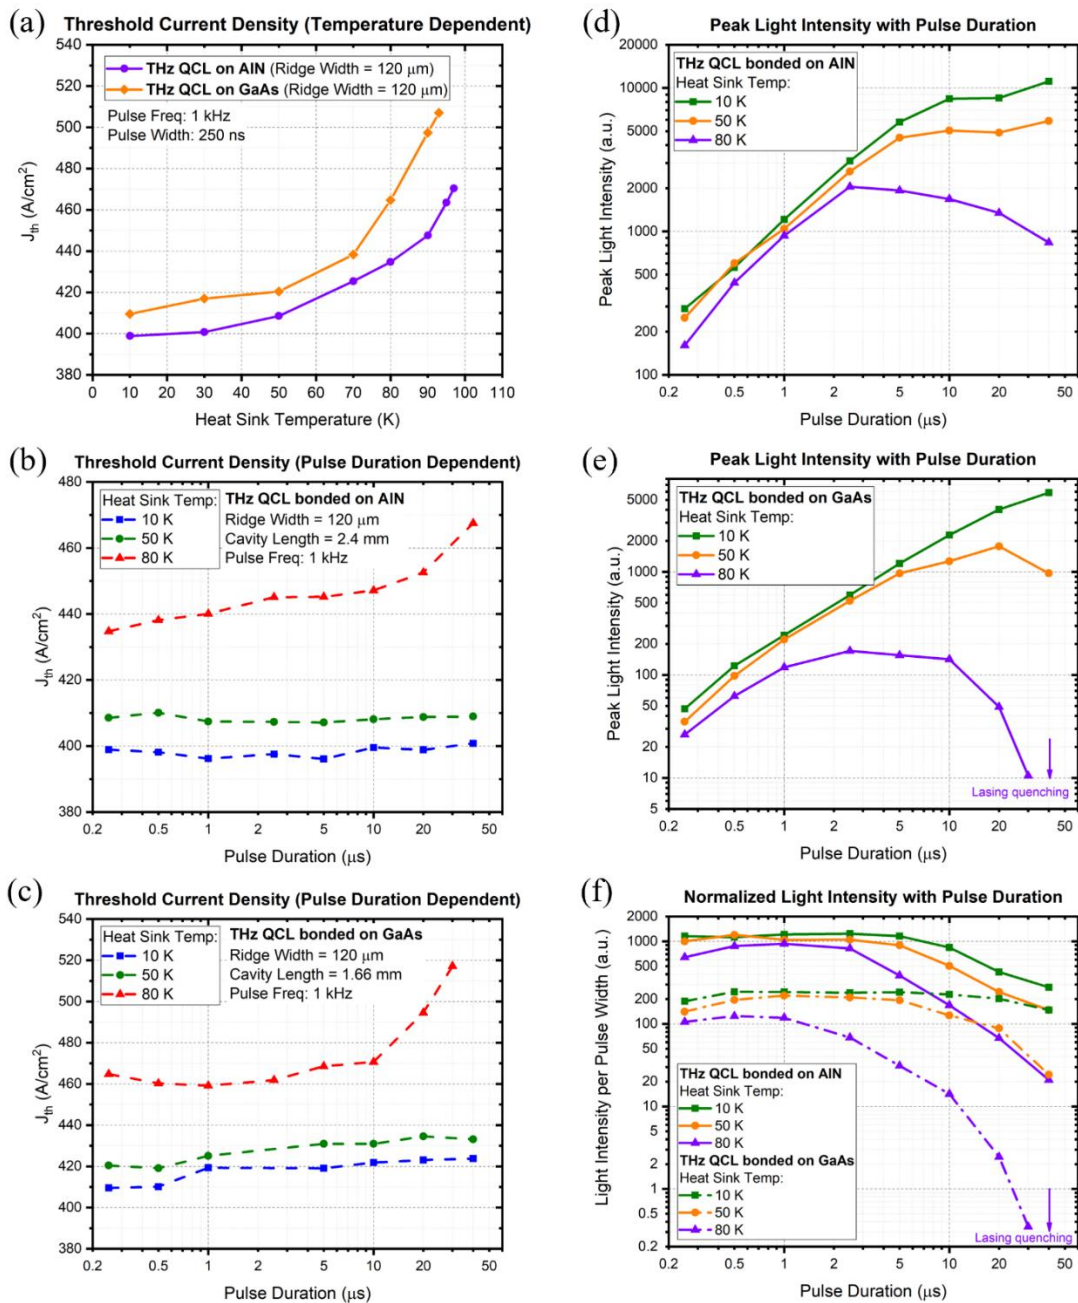 (a)
Threshold Current Density (Temperature Dependent)
540
520
500
480
460
440
420
400
380
J_th (A/cm²)
THz QCL on AlN (Ridge Width = 120 μm)
THz QCL on GaAs (Ridge Width = 120 μm)
Pulse Freq: 1 kHz
Pulse Width: 250 ns
0 10 20 30 40 50 60 70 80 90 100 110
Heat Sink Temperature (K)
(b)
Threshold Current Density (Pulse Duration Dependent)
480
460
440
420
400
380
J_th (A/cm²)
Heat Sink Temp:
10 K
50 K
80 K
THz QCL bonded on AlN
Ridge Width = 120 μm
Cavity Length = 2.4 mm
Pulse Freq: 1 kHz
0.2 0.5 1 2 5 10 20 50
Pulse Duration (μs)
(c)
Threshold Current Density (Pulse Duration Dependent)
540
520
500
480
460
440
420
400
380
J_th (A/cm²)
Heat Sink Temp:
10 K
50 K
80 K
THz QCL bonded on GaAs
Ridge Width = 120 μm
Cavity Length = 1.66 mm
Pulse Freq: 1 kHz
0.2 0.5 1 2 5 10 20 50
Pulse Duration (μs)
(d)
Peak Light Intensity with Pulse Duration
20000
10000
5000
2000
1000
500
200
100
Peak Light Intensity (a.u.)
THz QCL bonded on AlN
Heat Sink Temp:
10 K
50 K
80 K
0.2 0.5 1 2 5 10 20 50
Pulse Duration (μs)
(e)
Peak Light Intensity with Pulse Duration
5000
2000
1000
500
200
100
50
20
10
5
Peak Light Intensity (a.u.)
THz QCL bonded on GaAs
Heat Sink Temp:
10 K
50 K
80 K
Lasing quenching
0.2 0.5 1 2 5 10 20 50
Pulse Duration (μs)
(f)
Normalized Light Intensity with Pulse Duration
2000
1000
500
200
100
50
20
10
5
2
1
0.5
0.2
Light Intensity per Pulse Width (a.u.)
THz QCL bonded on AlN
Heat Sink Temp:
10 K
50 K
80 K
THz QCL bonded on GaAs
Heat Sink Temp:
10 K
50 K
80 K
Lasing quenching
0.2 0.5 1 2 5 10 20 50
Pulse Duration (μs)